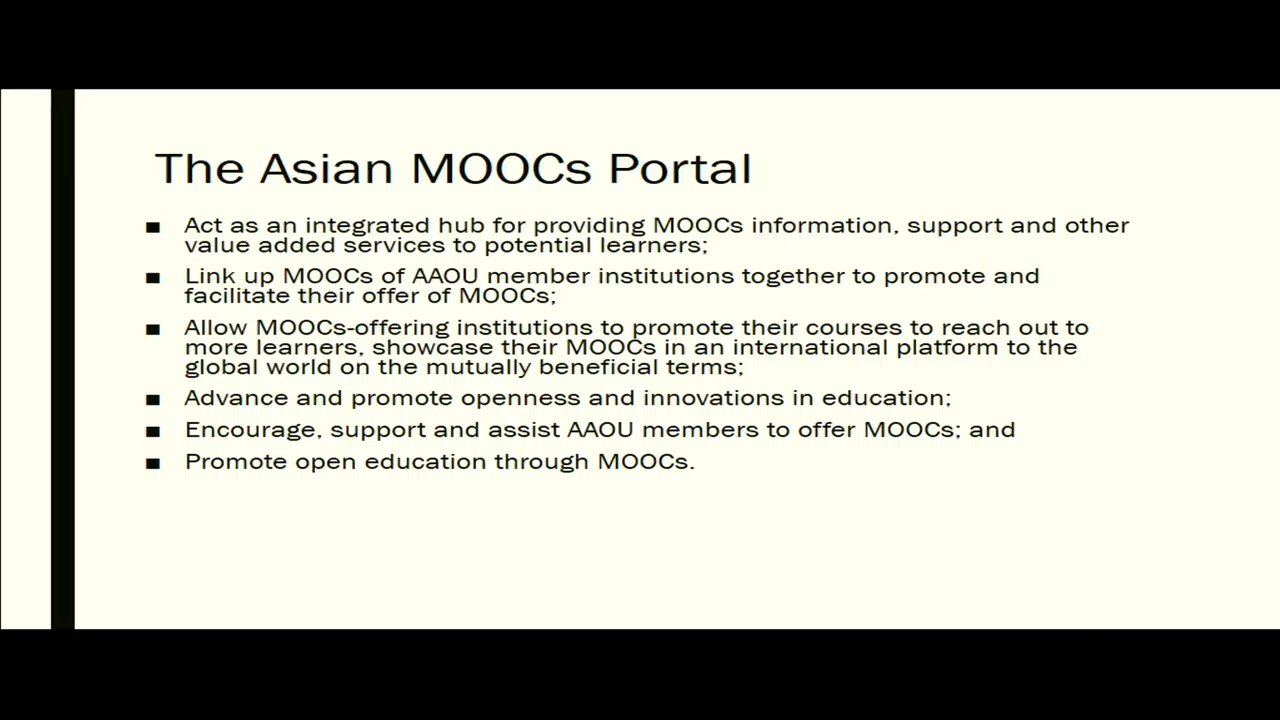 The Asian MOOCs Portal
■ Act as an integrated hub for providing MOOCs information, support and other
value added services to potential learners;
■ Link up MOOCs of AAOU member institutions together to promote and
facilitate their offer of MOOCs;
■ Allow MOOCs-offering institutions to promote their courses to reach out to
more learners, showcase their MOOCs in an international platform to the
global world on the mutually beneficial terms;
■ Advance and promote openness and innovations in education;
■ Encourage, support and assist AAOU members to offer MOOCs; and
■ Promote open education through MOOCs.